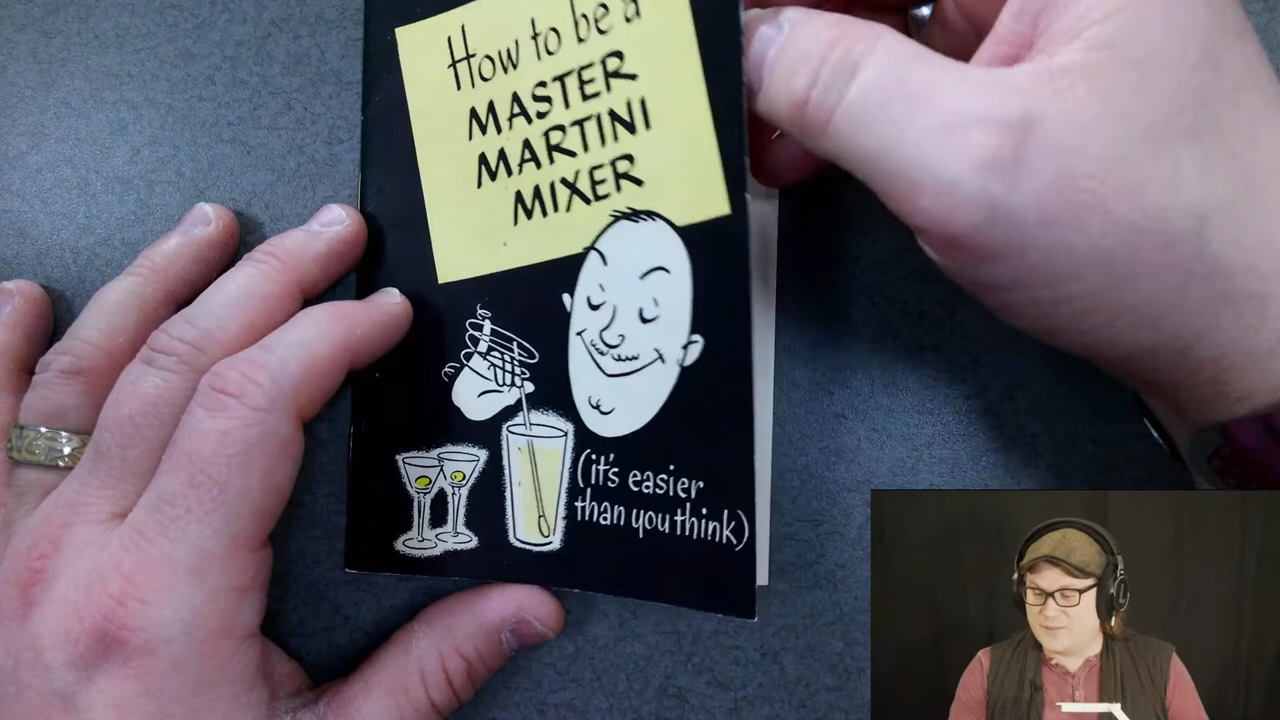 How to be a
MASTER
MARTINI
MIXER
(it's easier
than you think)